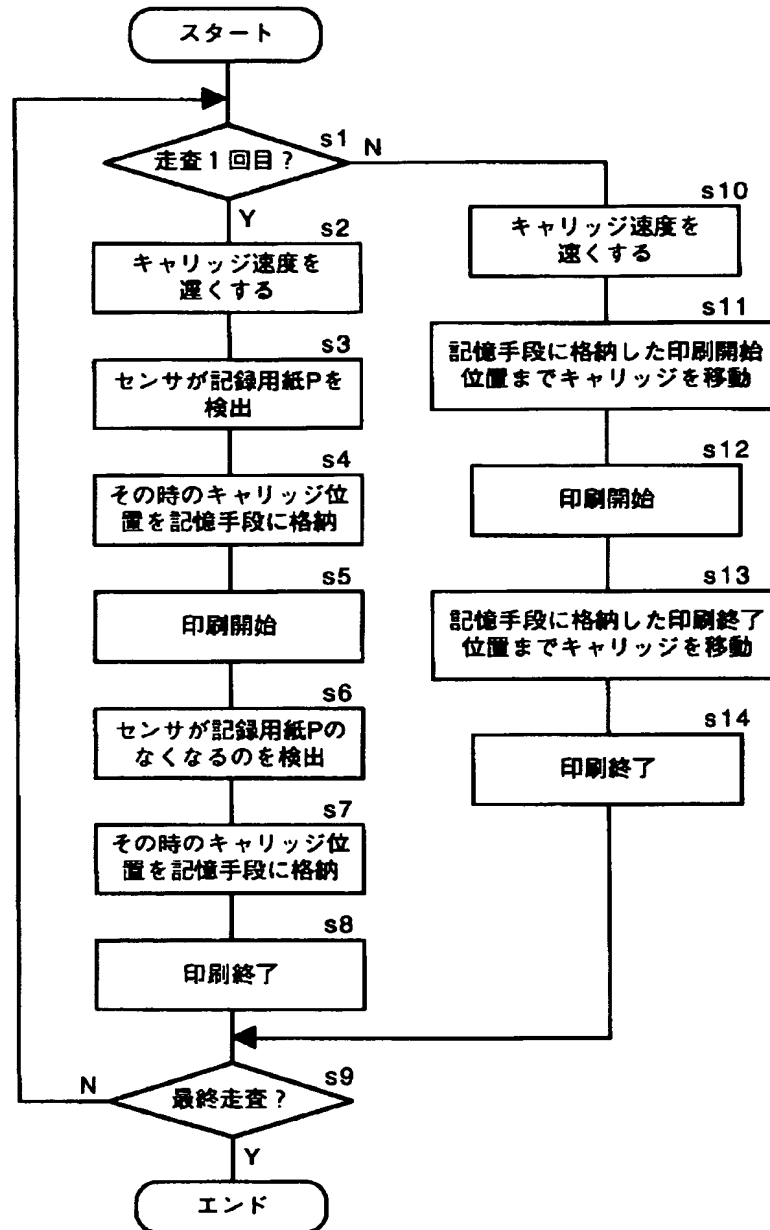 スタート
s1
走査1回目?
N
Y
s2
キャリッジ速度を
遅くする
s3
センサが記録用紙Pを
検出
s4
その時のキャリッジ位
置を記憶手段に格納
s5
印刷開始
s6
センサが記録用紙Pの
なくなるのを検出
s7
その時のキャリッジ位
置を記憶手段に格納
s8
印刷終了
s10
キャリッジ速度を
速くする
s11
記憶手段に格納した印刷開始
位置までキャリッジを移動
s12
印刷開始
s13
記憶手段に格納した印刷終了
位置までキャリッジを移動
s14
印刷終了
s9
最終走査?
N
Y
エンド